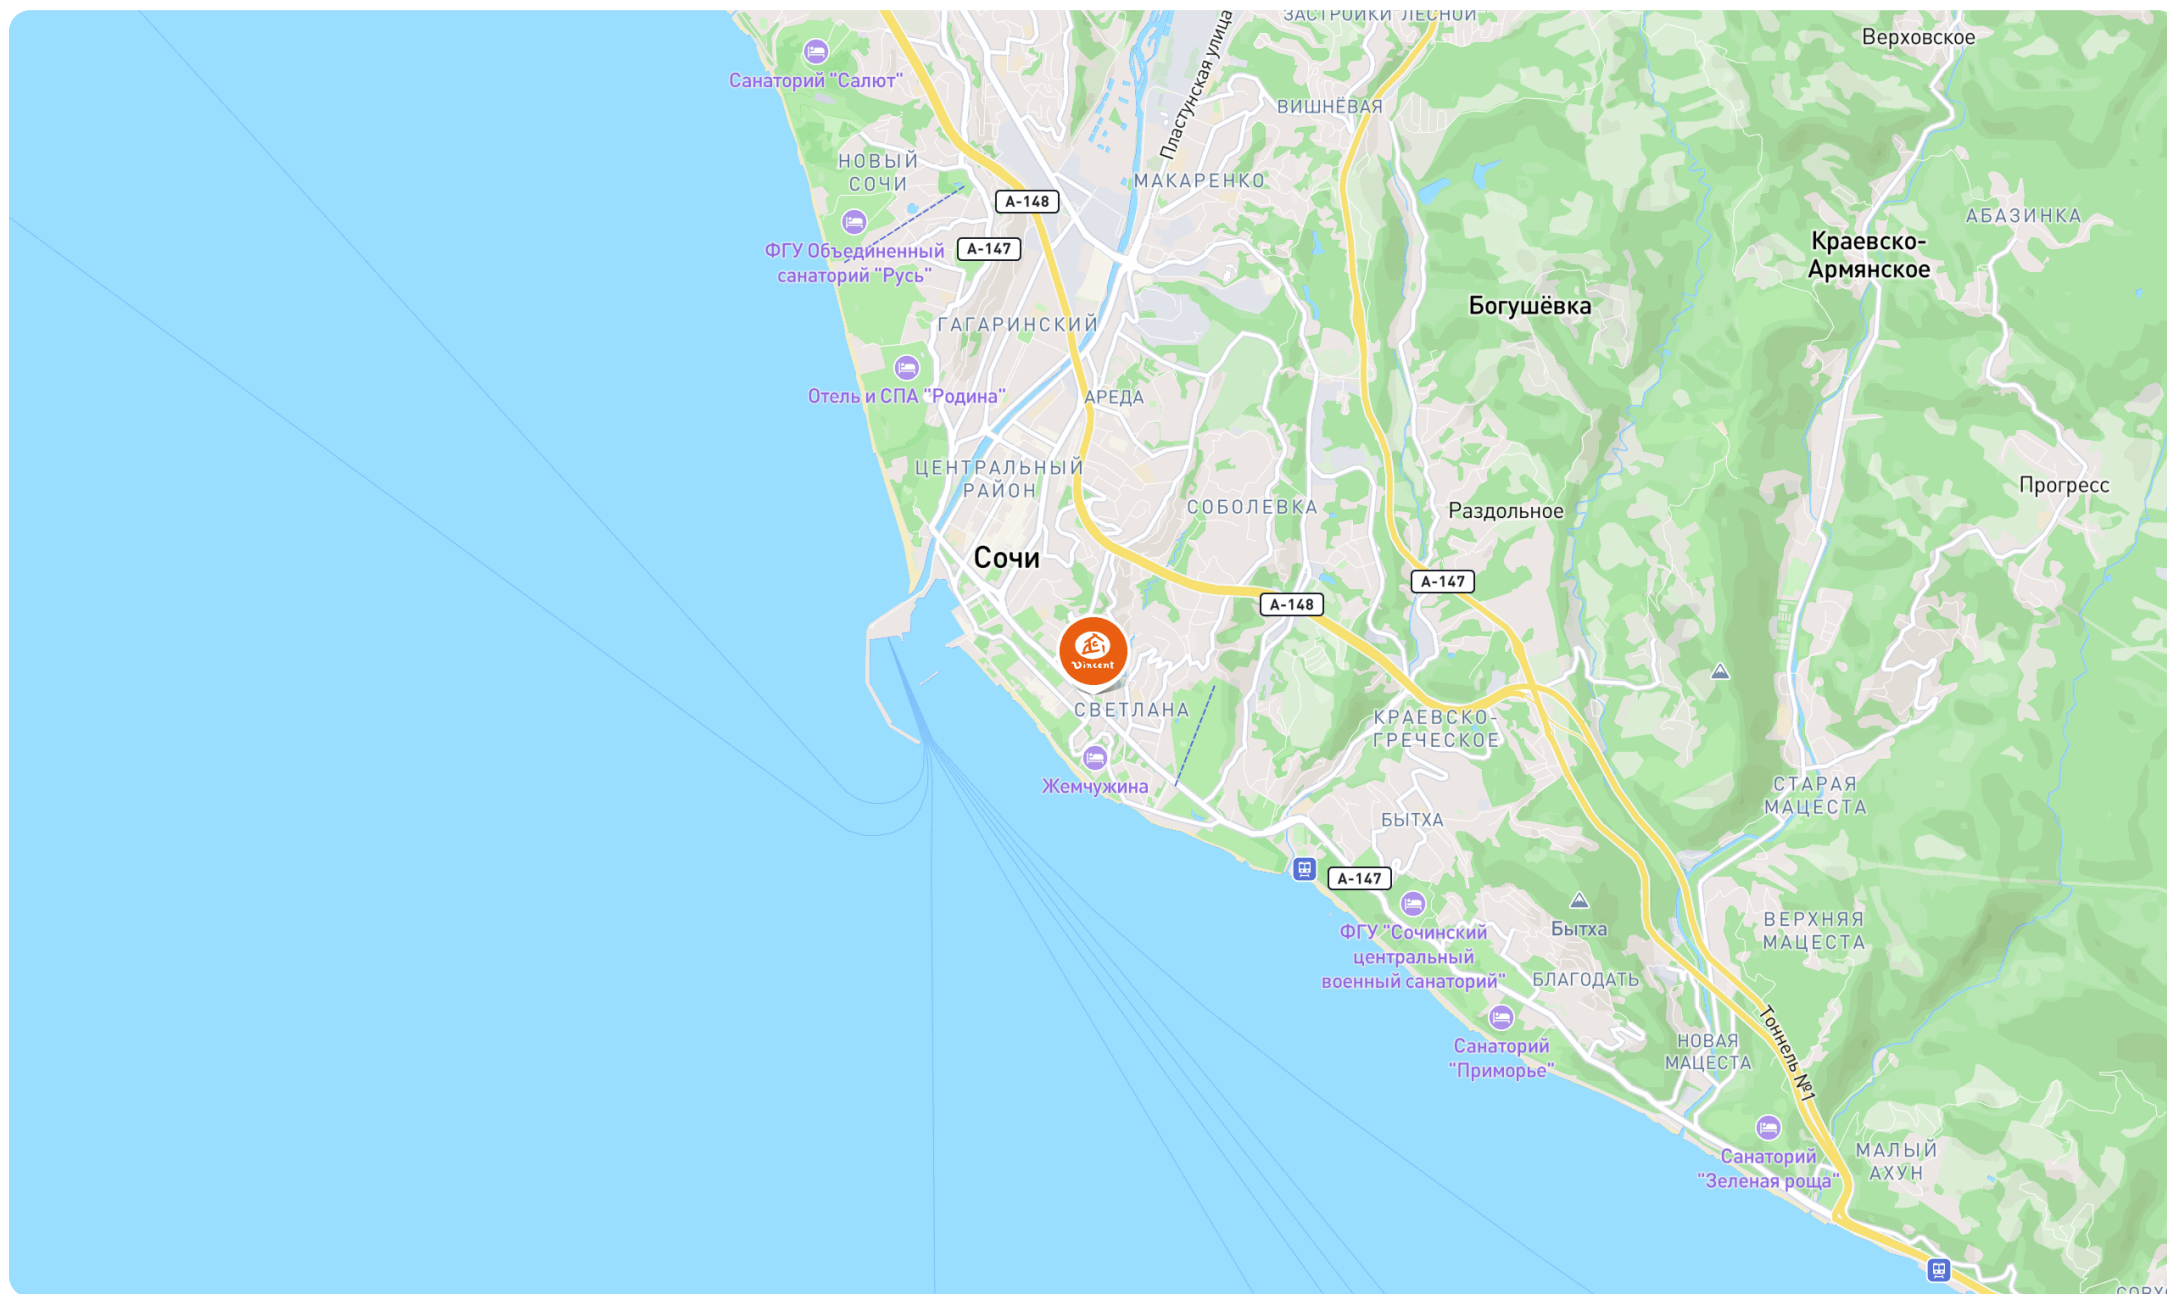 ЗАСТРОЙКИ ЛЕСНОЙ
Верховское
Санаторий "Салют"
Пластунская улица
ВИШНЁВАЯ
НОВЫЙ
СОЧИ
МАКАРЕНКО
А-148
АБАЗИНКА
ФГУ Объединенный
санаторий "Русь"
А-147
Краевско-
Армянское
Богушёвка
ГАГАРИНСКИЙ
Отель и СПА "Родина"
АРЕДА
ЦЕНТРАЛЬНЫЙ
РАЙОН
СОБОЛЕВКА
Раздольное
Прогресс
Сочи
А-148
А-147
Vincent
СВЕТЛАНА
КРАЕВСКО-
ГРЕЧЕСКОЕ
Жемчужина
СТАРАЯ
МАЦЕСТА
БЫТХА
А-147
ФГУ "Сочинский
центральный
военный санаторий"
Бытха
ВЕРХНЯЯ
МАЦЕСТА
БЛАГОДАТЬ
Санаторий
"Приморье"
НОВАЯ
МАЦЕСТА
Тоннель №1
Санаторий
"Зеленая роща"
МАЛЫЙ
АХУН